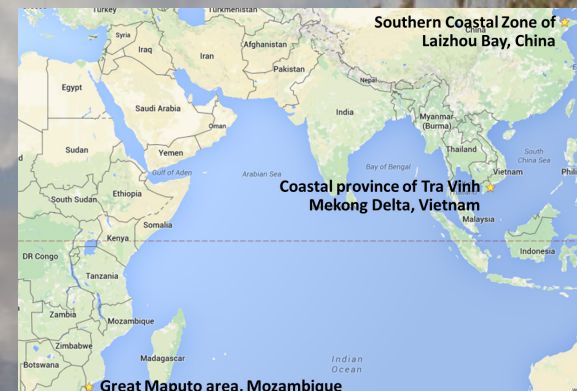 Turkey
Turkmenistan
Southern Coastal Zone of
Laizhou Bay, China
China
Syria
Iraq
Iran
Afghanistan
Pakistan
Nepal
Egypt
Saudi Arabia
Oman
India
Myanmar
(Burma)
Thailand
Sudan
Yemen
Gulf of Aden
Arabian Sea
Bay of Bengal
South
China Sea
Vietnam
Phili
Coastal province of Tra Vinh
Mekong Delta, Vietnam
South Sudan
Ethiopia
Somalia
Malaysia
Kenya
Indonesia
DR Congo
Tanzania
Zambia
Mozambique
Zimbabwe
Madagascar
Botswana
Indian
Ocean
Great Maputo area, Mozambique